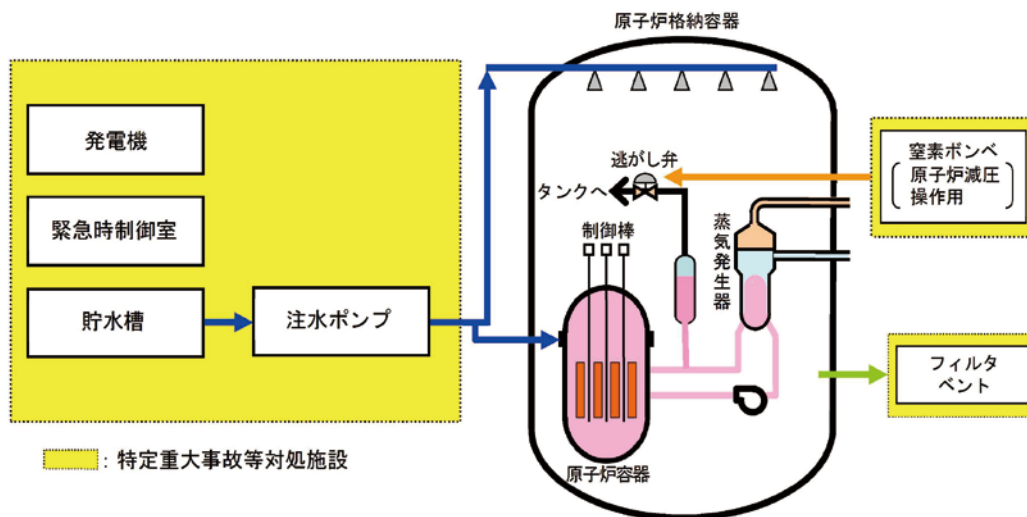 原子炉格納容器
発電機
緊急時制御室
貯水槽
注水ポンプ
逃がし弁
タンクへ
制御棒
蒸気発生器
原子炉容器
窒素ボンベ
原子炉減圧
操作用
フィルタ
ベント
：特定重大事故等対処施設